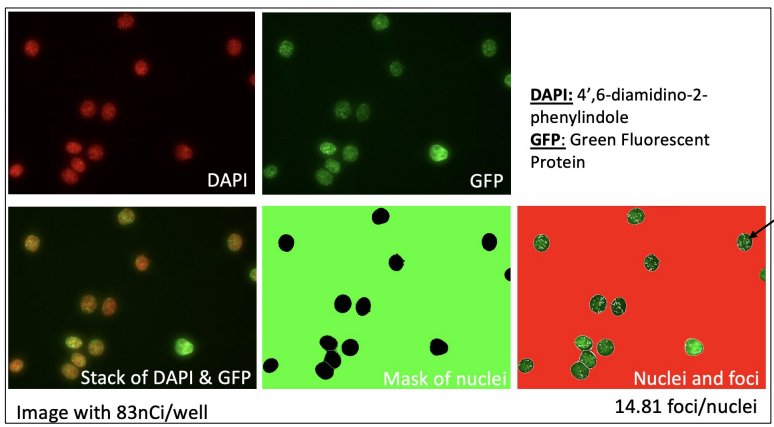 DAPI: 4',6-diamidino-2-
phenylindole
GFP: Green Fluorescent
Protein
DAPI
GFP
Stack of DAPI & GFP
Mask of nuclei
Nuclei and foci
Image with 83nCi/well
14.81 foci/nuclei